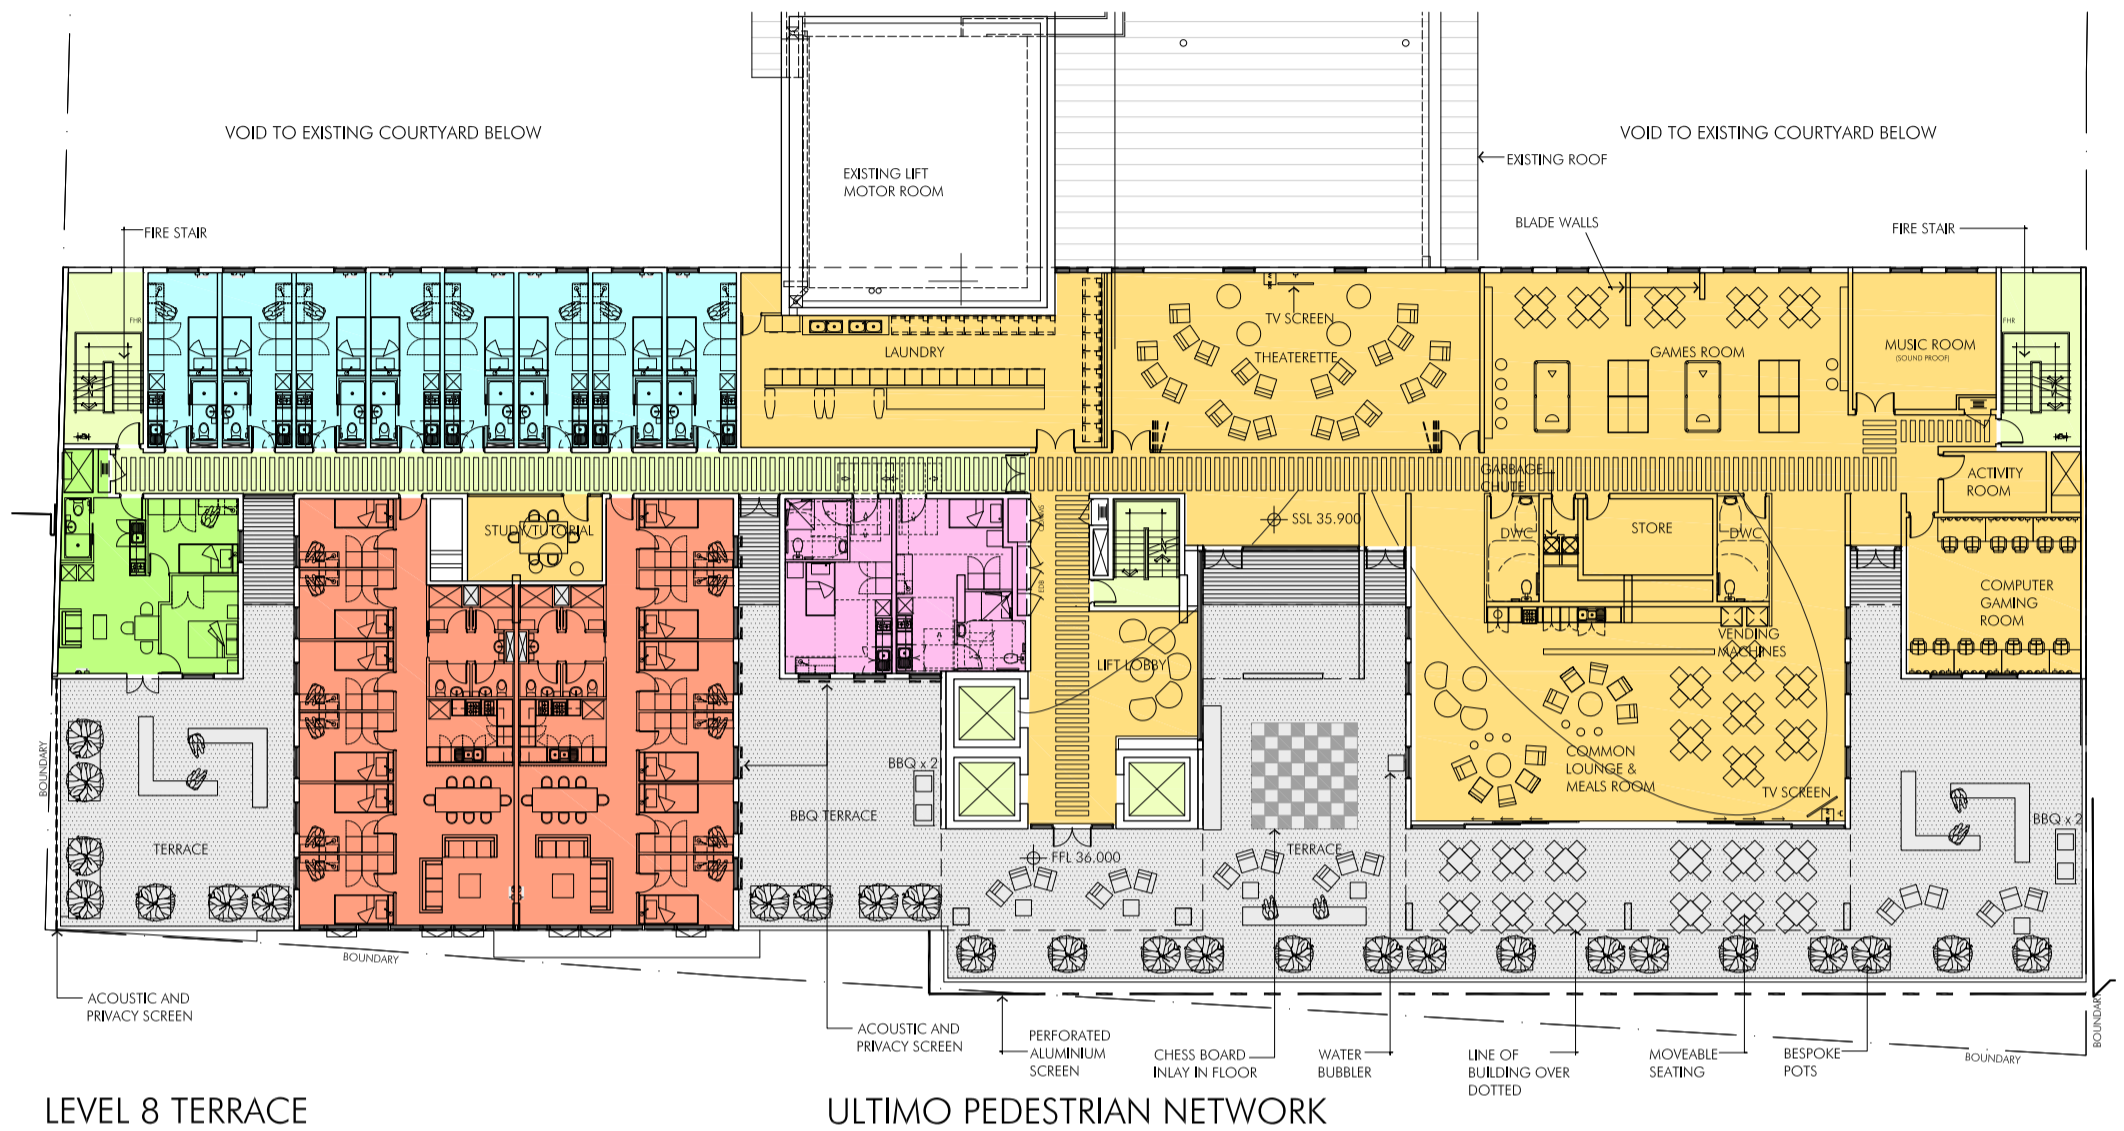 VOID TO EXISTING COURTYARD BELOW
VOID TO EXISTING COURTYARD BELOW
EXISTING ROOF
EXISTING LIFT
MOTOR ROOM
BLADE WALLS
FIRE STAIR
FIRE STAIR
FHR
FHR
TV SCREEN
LAUNDRY
THEATERETTE
GAMES ROOM
MUSIC ROOM
(SOUND PROOF)
GARBAGE
CHUTE
ACTIVITY
ROOM
SSL 35.900
STUDY/TUTORIAL
DWC
STORE
DWC
EDB
COMPUTER
GAMING
ROOM
VENDING
MACHINES
LIFT LOBBY
COMMON
LOUNGE &
MEALS ROOM
TV SCREEN
BBQ x 2
BBQ TERRACE
BBQ x 2
TERRACE
TERRACE
FFL 36.000
BOUNDARY
BOUNDARY
BOUNDARY
BOUNDARY
ACOUSTIC AND
PRIVACY SCREEN
ACOUSTIC AND
PRIVACY SCREEN
PERFORATED
ALUMINIUM
SCREEN
CHESS BOARD
INLAY IN FLOOR
WATER
BUBBLER
LINE OF
BUILDING OVER
DOTTED
MOVEABLE
SEATING
BESPOKE
POTS
LEVEL 8 TERRACE
ULTIMO PEDESTRIAN NETWORK